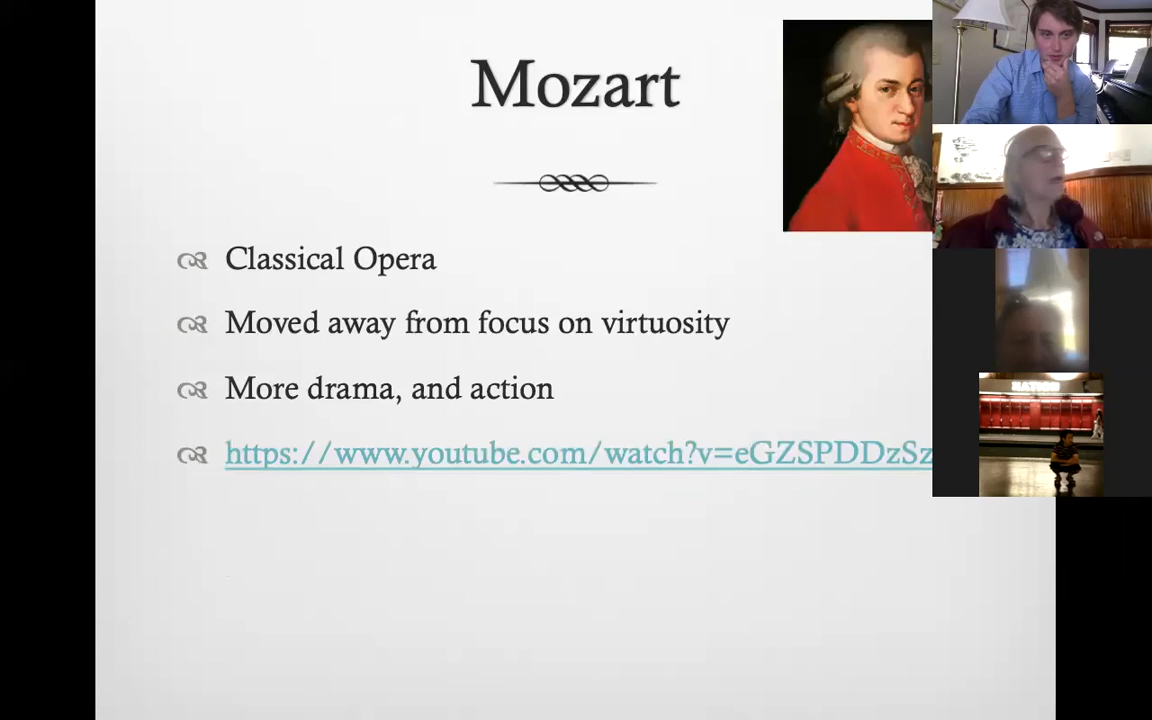 Mozart
Classical Opera
Moved away from focus on virtuosity
More drama, and action
https://www.youtube.com/watch?v=eGZSPDDzSz